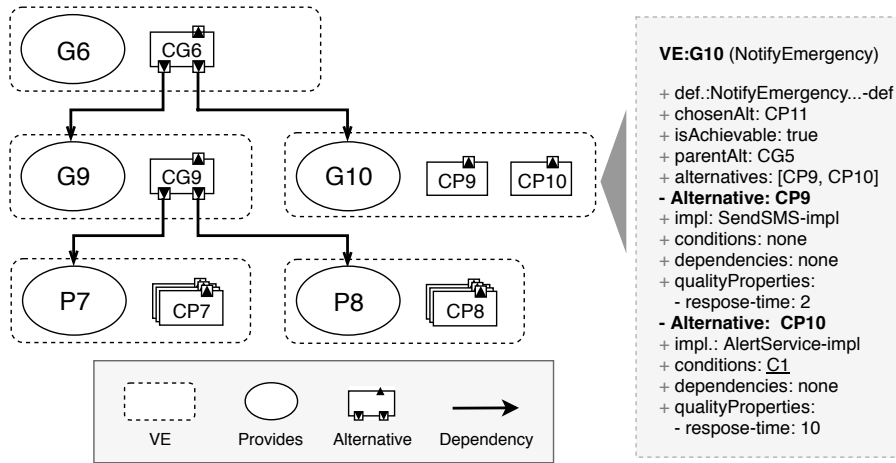 G6
CG6
G9
CG9
G10
CP9
CP10
P7
CP7
P8
CP8
VE
Provides
Alternative
Dependency
VE:G10 (NotifyEmergency)
+ def.:NotifyEmergency...-def
+ chosenAlt: CP11
+ isAchievable: true
+ parentAlt: CG5
+ alternatives: [CP9, CP10]
- Alternative: CP9
+ impl: SendSMS-impl
+ conditions: none
+ dependencies: none
+ qualityProperties:
- respose-time: 2
- Alternative: CP10
+ impl.: AlertService-impl
+ conditions: C1
+ dependencies: none
+ qualityProperties:
- respose-time: 10